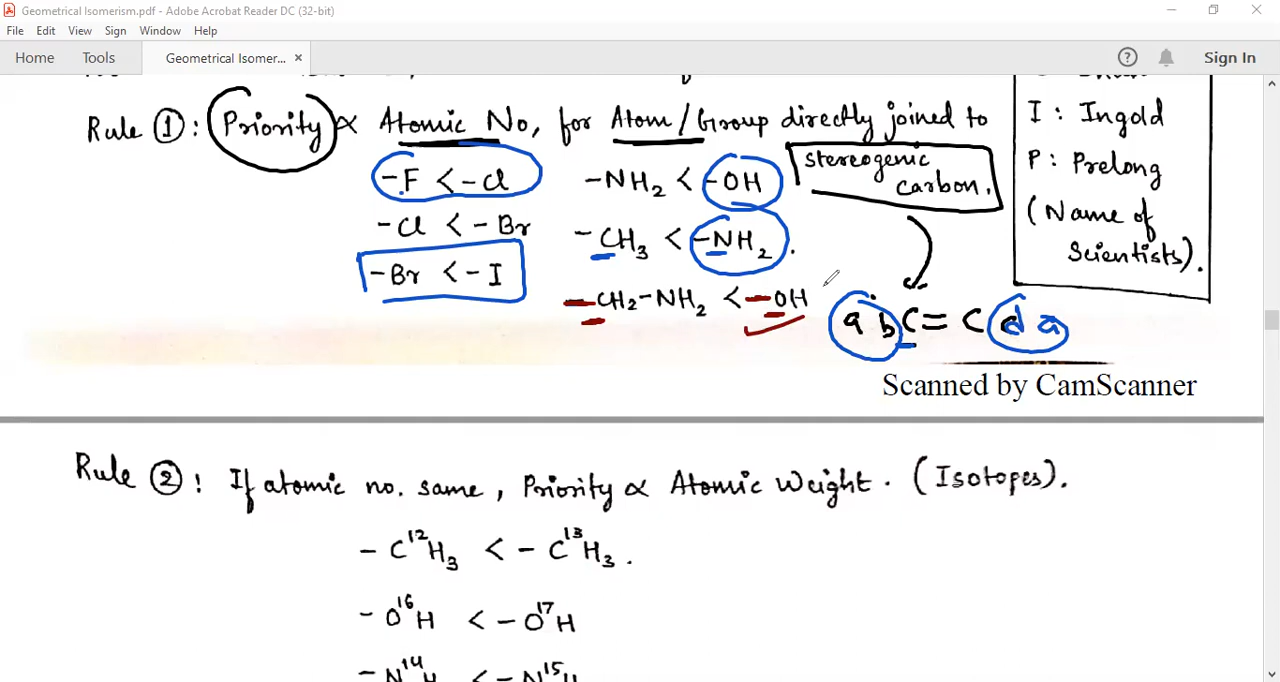 Geometrical Isomerism.pdf - Adobe Acrobat Reader DC (32-bit)
File Edit View Sign Window Help
Home Tools Geometrical Isomer... × Sign In
Rule ①: Priority ∝ Atomic No, for Atom/Group directly joined to
stereogenic
carbon.
-F < -Cl
-NH₂ < -OH
-Cl < -Br
-CH₃ < -NH₂.
-Br < -I
-CH₂-NH₂ < -OH
a b C = C d a
I : Ingold
P : Prelong
(Name of
Scientists).
Scanned by CamScanner
Rule ②: If atomic no. same, Priority ∝ Atomic Weight. (Isotopes).
-C¹²H₃ < -C¹³H₃.
-O¹⁶H < -O¹⁷H
-N¹⁴H < -N¹⁵H